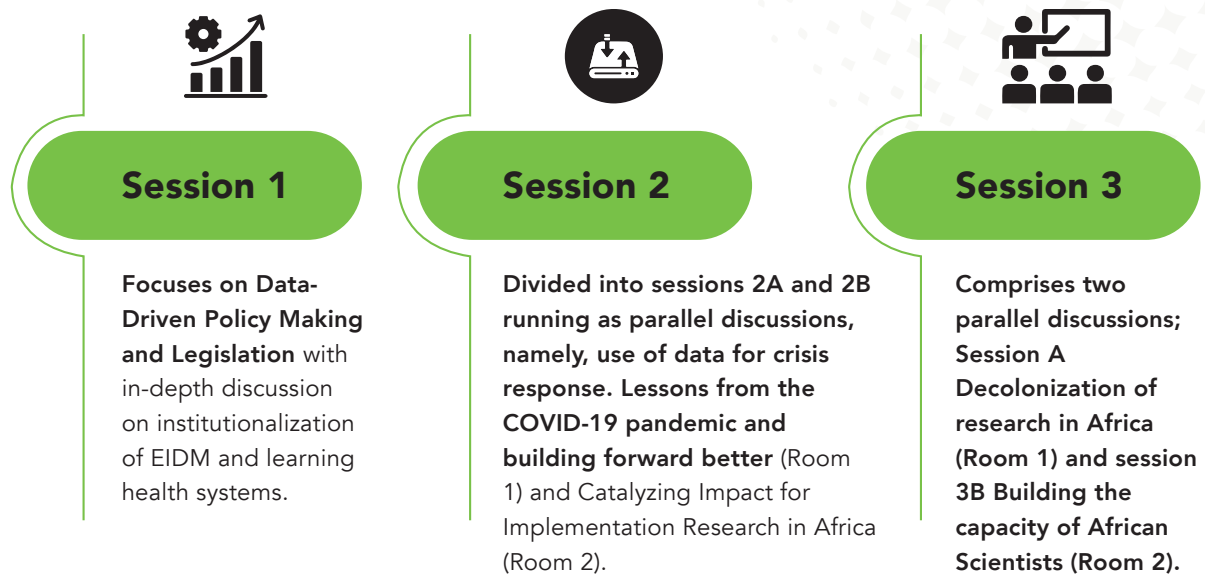 Session 1
Focuses on Data-
Driven Policy Making
and Legislation with
in-depth discussion
on institutionalization
of EIDM and learning
health systems.
Session 2
Divided into sessions 2A and 2B
running as parallel discussions,
namely, use of data for crisis
response. Lessons from the
COVID-19 pandemic and
building forward better (Room
1) and Catalyzing Impact for
Implementation Research in Africa
(Room 2).
Session 3
Comprises two
parallel discussions;
Session A
Decolonization of
research in Africa
(Room 1) and session
3B Building the
capacity of African
Scientists (Room 2).